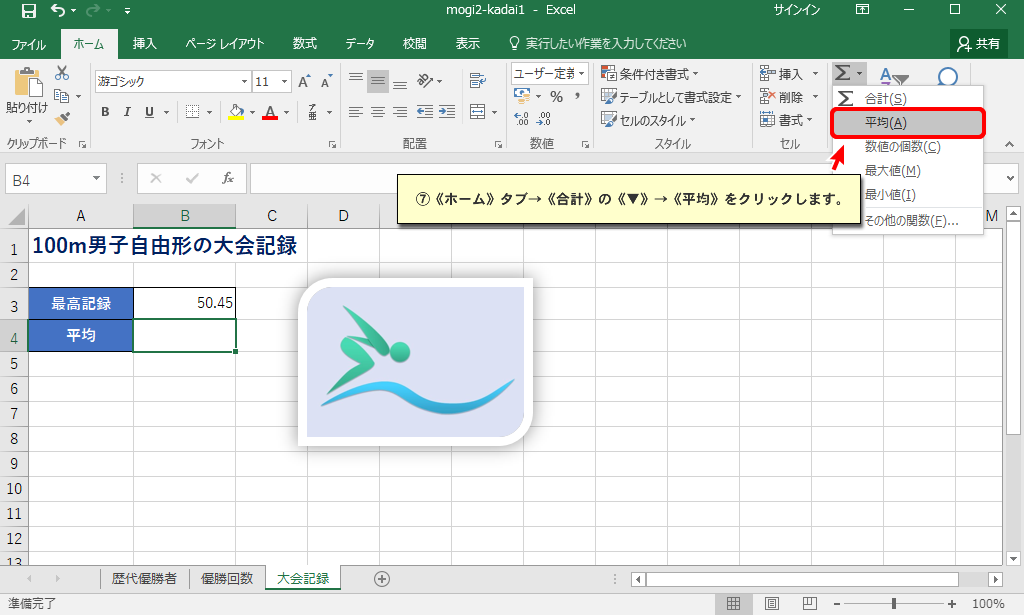 mogi2-kadai1 - Excel
サインイン
ファイル ホーム 挿入 ページ レイアウト 数式 データ 校閲 表示 実行したい作業を入力してください 共有
貼り付け
游ゴシック 11 A A
B I U A
ユーザー定義
% ,
.00
条件付き書式
テーブルとして書式設定
セルのスタイル
挿入
削除
書式
Σ
クリップボード フォント 配置 数値 スタイル セル
Σ 合計(S)
平均(A)
数値の個数(C)
最大値(M)
最小値(I)
その他の関数(F)...
B4 fx
⑦《ホーム》タブ→《合計》の《▼》→《平均》をクリックします。
A B C D M
1 100m男子自由形の大会記録
2
3 最高記録 50.45
4 平均
5
6
7
8
9
10
11
12
13
歴代優勝者 優勝回数 大会記録
準備完了 100%